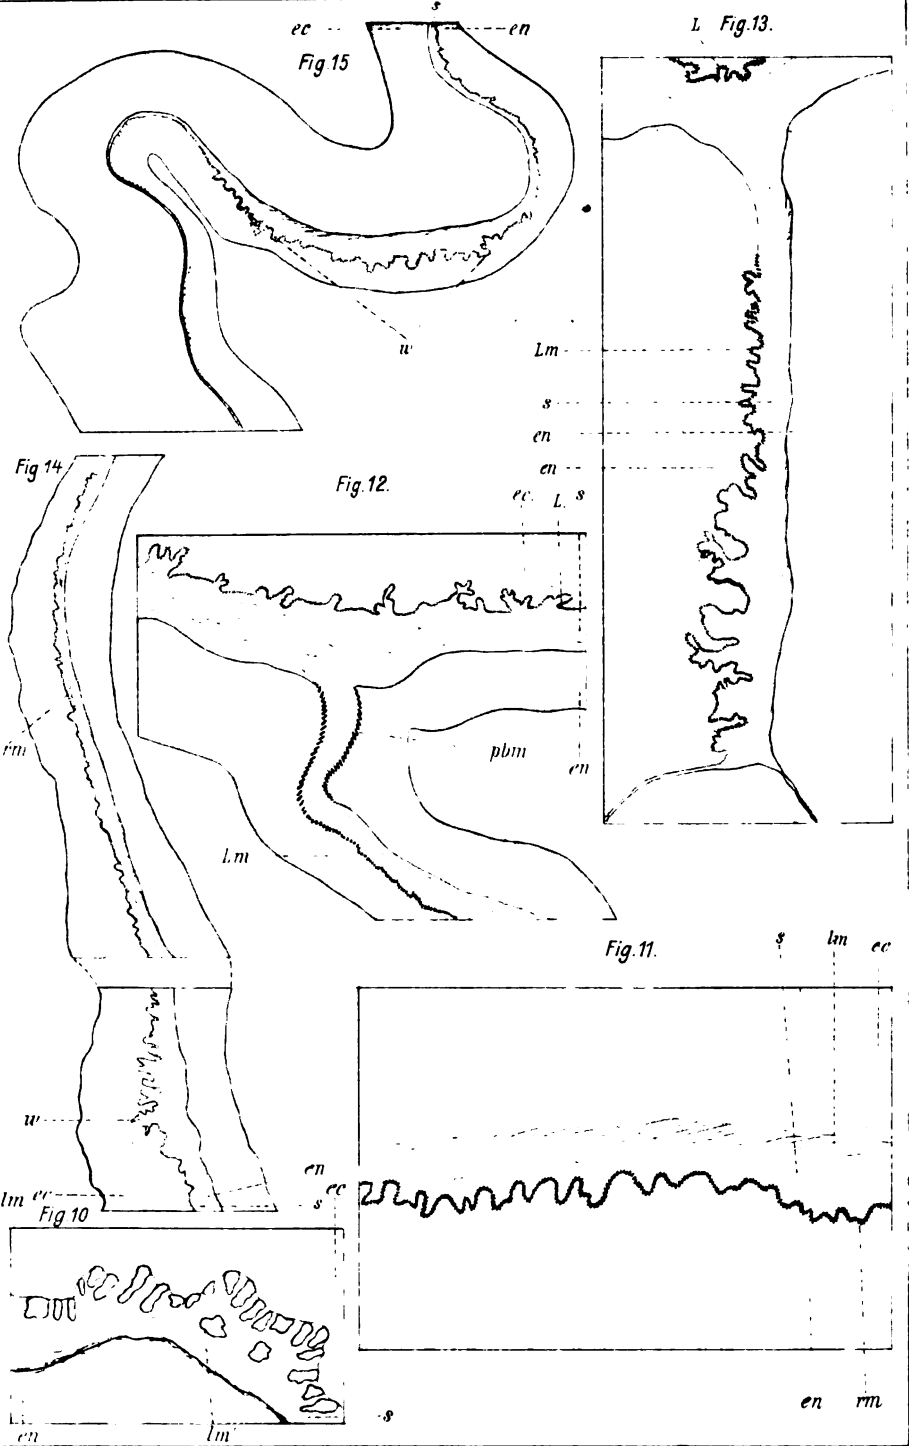 s
ec en
Fig.15
L Fig.13.
w
Lm
s
en
en
Fig 14
Fig.12.
ec. L. s
rm
pbm
en
Lm
Fig.11.
s lm ec
w
en
lm ec
s
ec
Fig 10
en rm
s
en lm